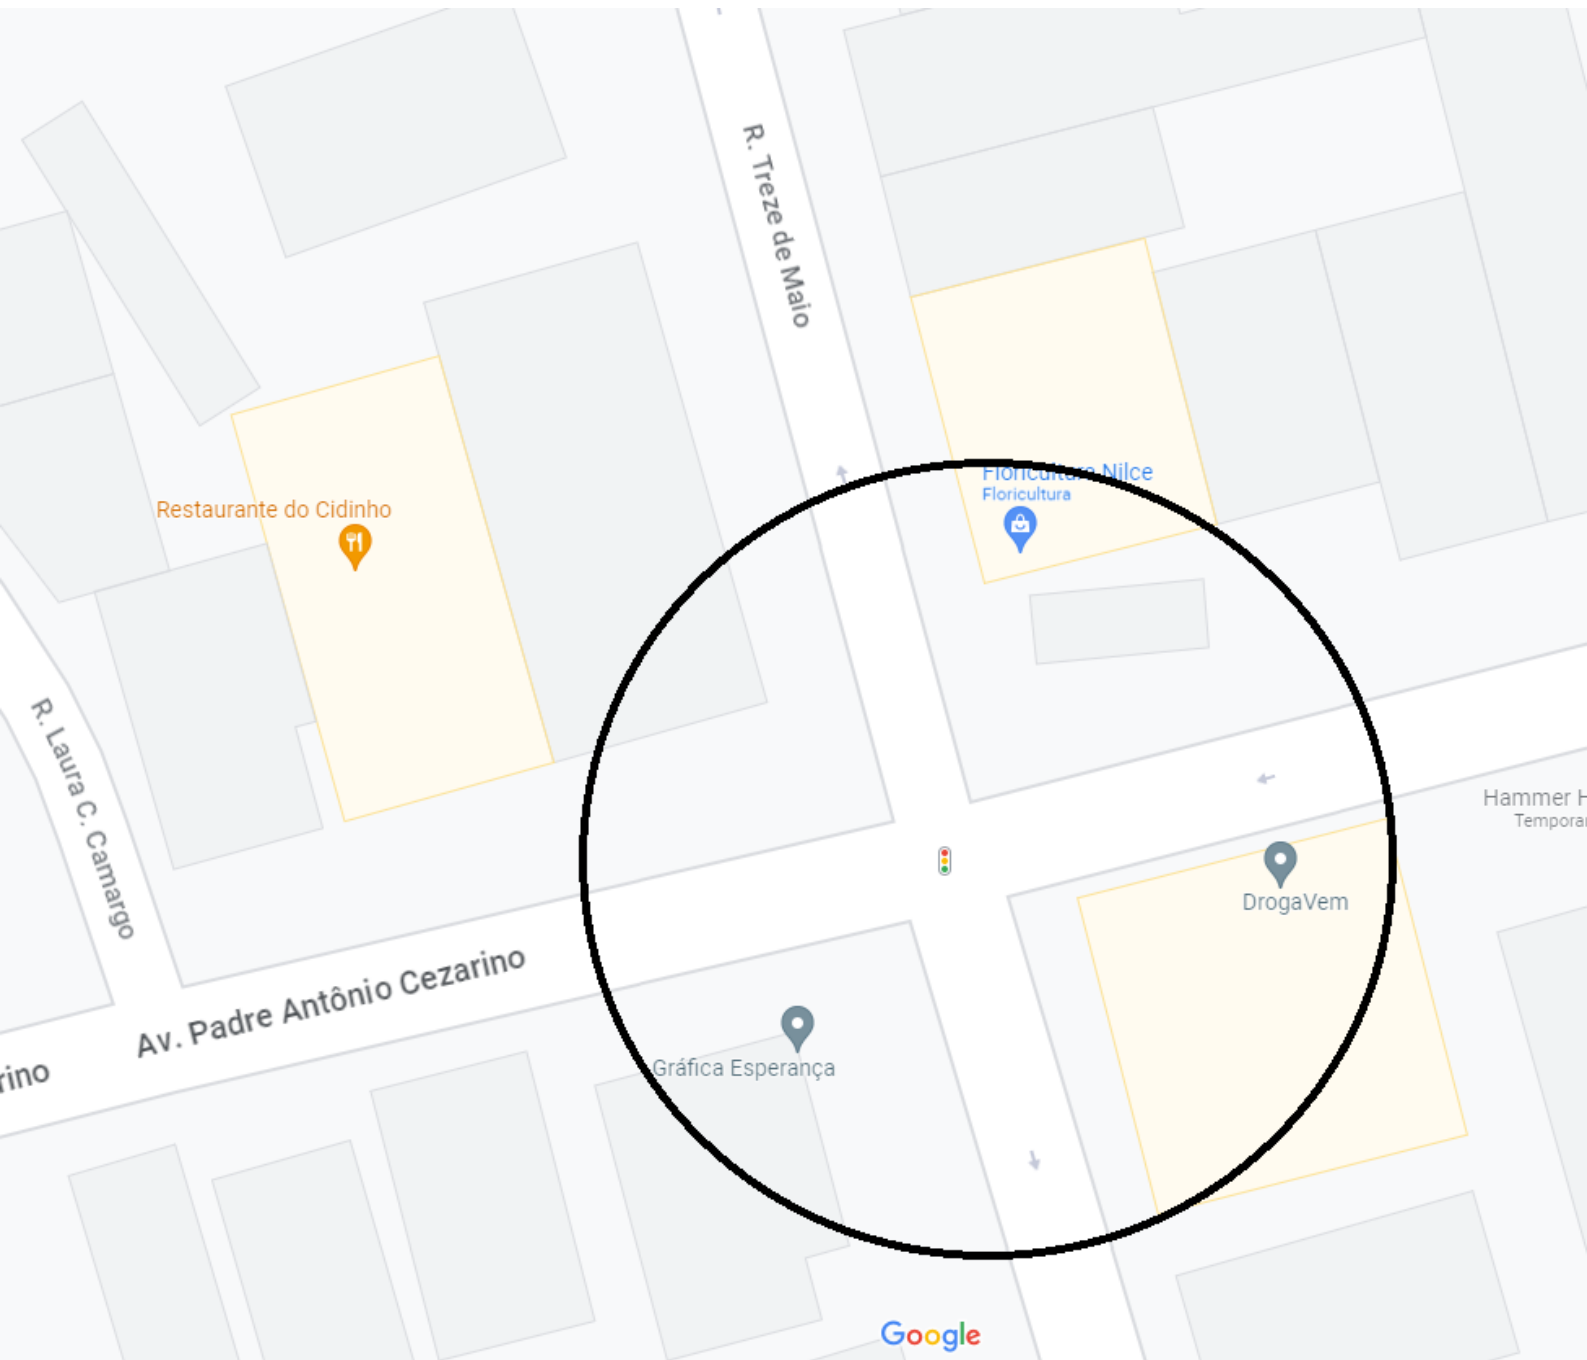 R. Treze de Maio
Floricultura Nilce
Floricultura
Restaurante do Cidinho
R. Laura C. Camargo
Hammer H
Tempora
DrogaVem
Av. Padre Antônio Cezarino
rino
Gráfica Esperança
Google